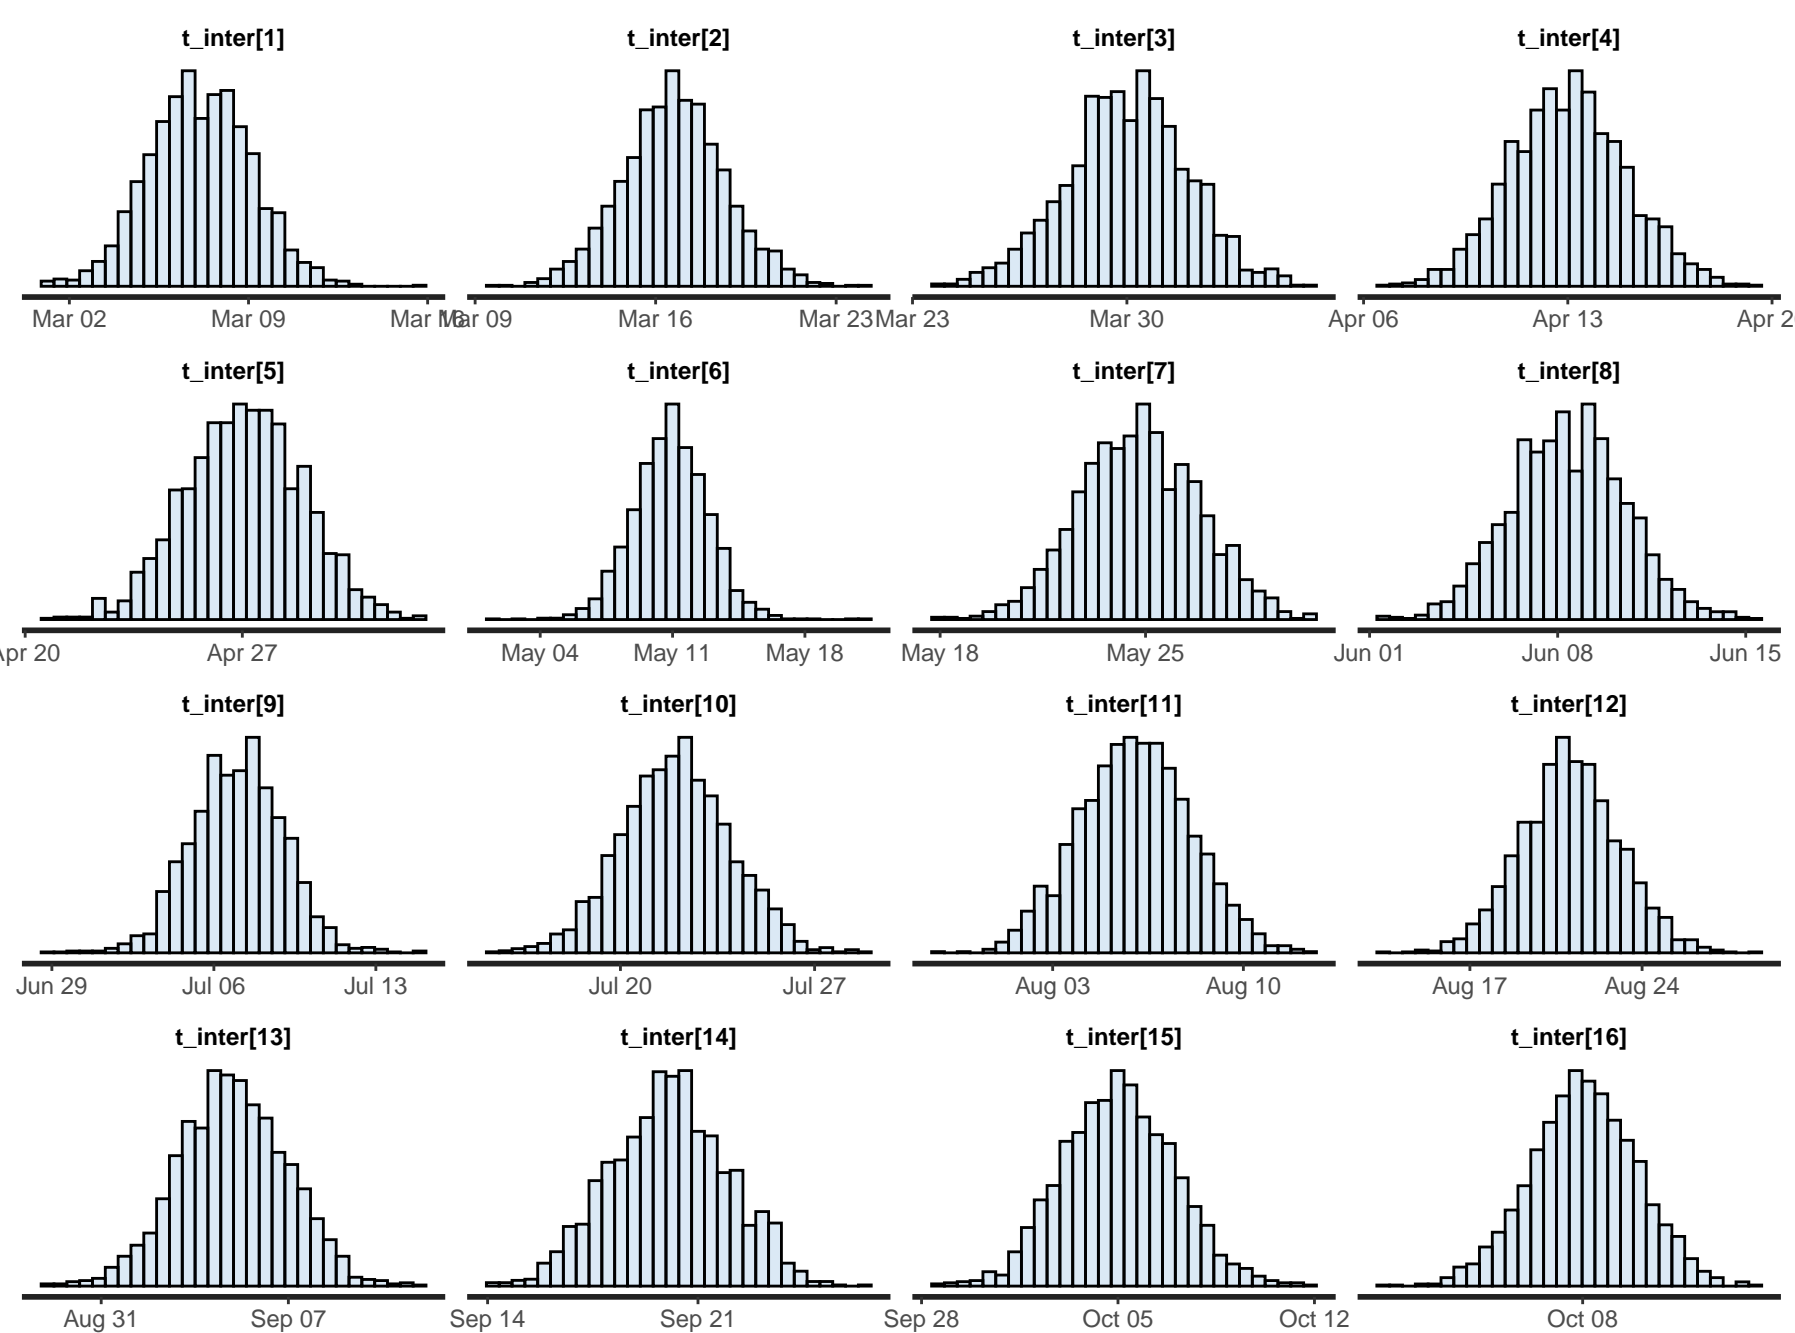 t_inter[1] t_inter[2] t_inter[3] t_inter[4]
Mar 02 Mar 09 Mar 16 Mar 09 Mar 16 Mar 23 Mar 23 Mar 30 Apr 06 Apr 13 Apr 2
t_inter[5] t_inter[6] t_inter[7] t_inter[8]
Apr 20 Apr 27 May 04 May 11 May 18 May 18 May 25 Jun 01 Jun 08 Jun 15
t_inter[9] t_inter[10] t_inter[11] t_inter[12]
Jun 29 Jul 06 Jul 13 Jul 20 Jul 27 Aug 03 Aug 10 Aug 17 Aug 24
t_inter[13] t_inter[14] t_inter[15] t_inter[16]
Aug 31 Sep 07 Sep 14 Sep 21 Sep 28 Oct 05 Oct 12 Oct 08